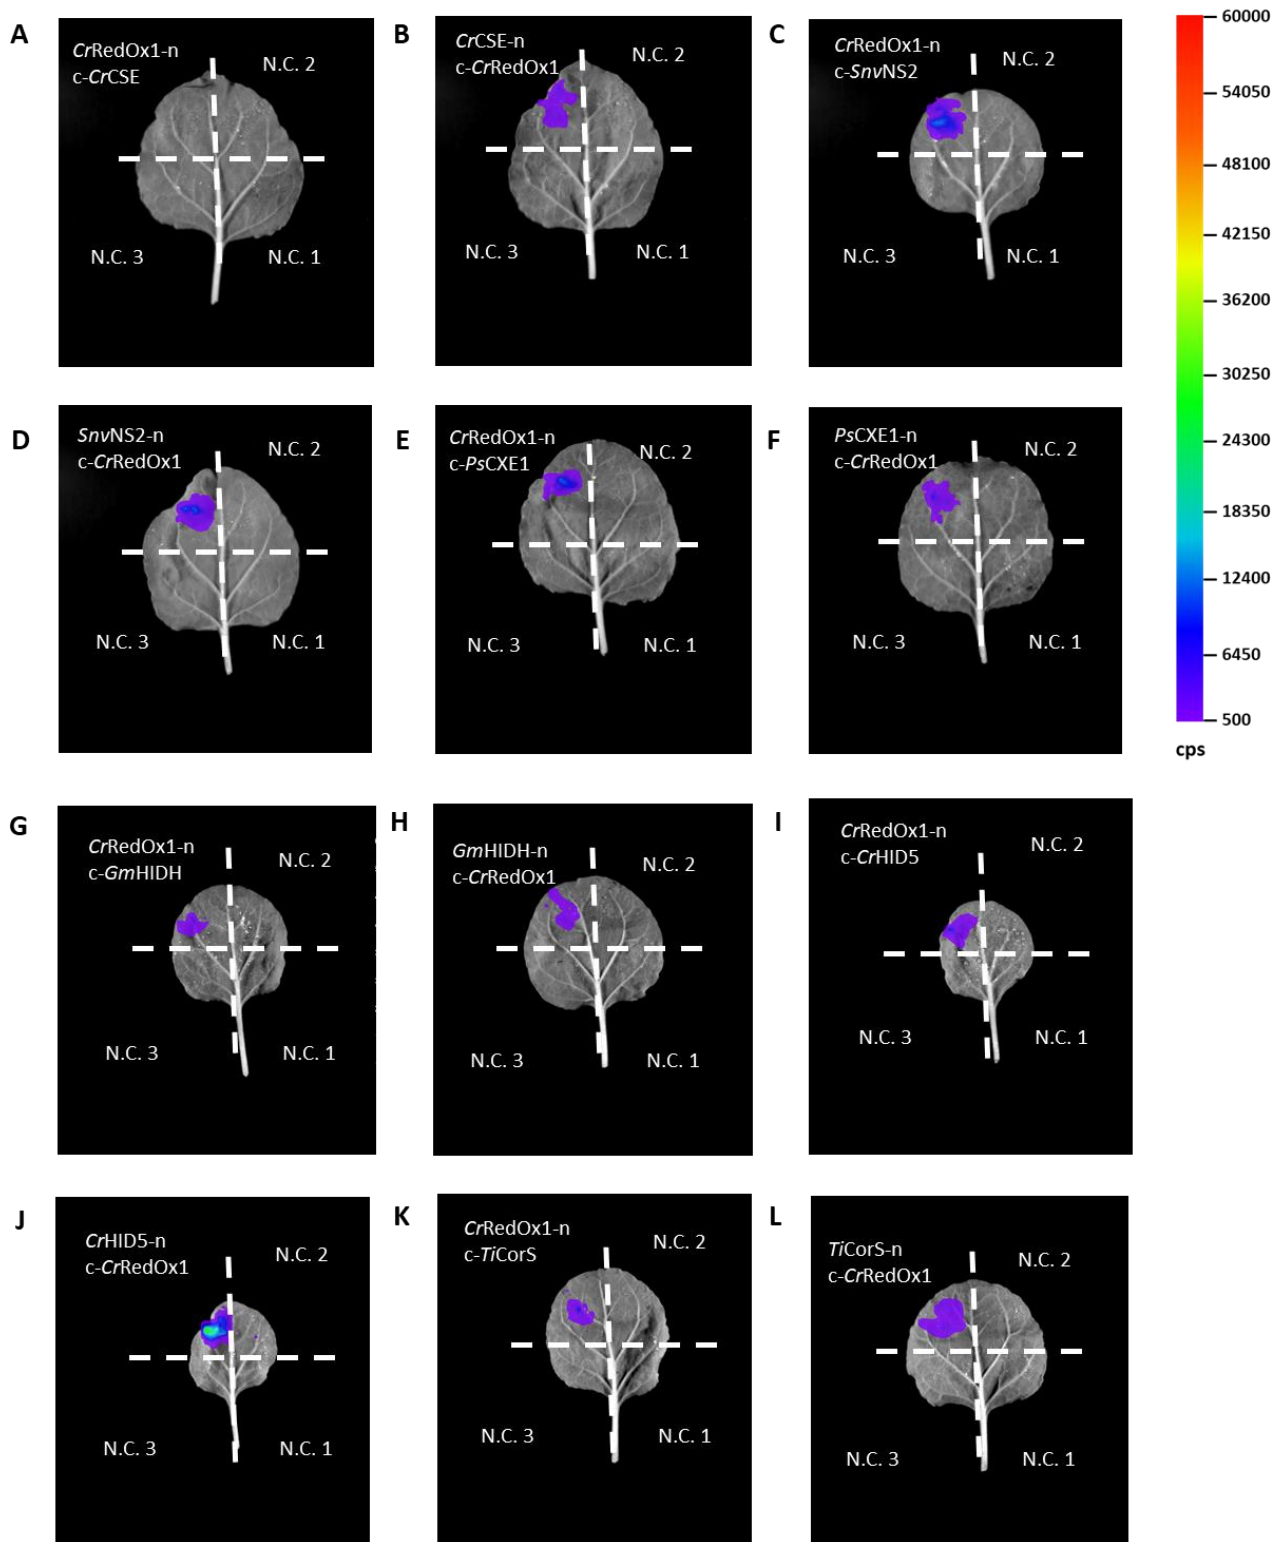 A
CrRedOx1-n
c-CrCSE
N.C. 2
N.C. 3
N.C. 1
B
CrCSE-n
c-CrRedOx1
N.C. 2
N.C. 3
N.C. 1
C
CrRedOx1-n
c-SnvNS2
N.C. 2
N.C. 3
N.C. 1
60000
54050
48100
42150
36200
30250
24300
18350
12400
6450
500
cps
D
SnvNS2-n
c-CrRedOx1
N.C. 2
N.C. 3
N.C. 1
E
CrRedOx1-n
c-PsCXE1
N.C. 2
N.C. 3
N.C. 1
F
PsCXE1-n
c-CrRedOx1
N.C. 2
N.C. 3
N.C. 1
G
CrRedOx1-n
c-GmHIDH
N.C. 2
N.C. 3
N.C. 1
H
GmHIDH-n
c-CrRedOx1
N.C. 2
N.C. 3
N.C. 1
I
CrRedOx1-n
c-CrHID5
N.C. 2
N.C. 3
N.C. 1
J
CrHID5-n
c-CrRedOx1
N.C. 2
N.C. 3
N.C. 1
K
CrRedOx1-n
c-TiCorS
N.C. 2
N.C. 3
N.C. 1
L
TiCorS-n
c-CrRedOx1
N.C. 2
N.C. 3
N.C. 1